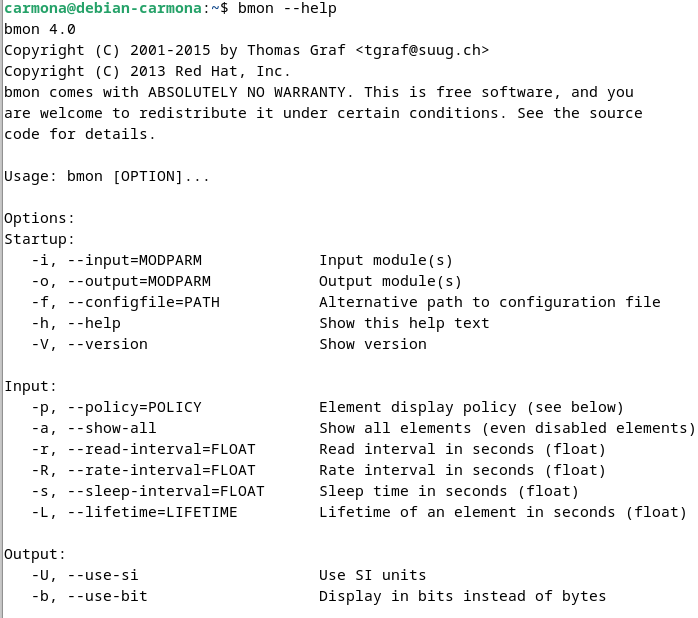 carmona@debian-carmona:~$ bmon --help
bmon 4.0
Copyright (C) 2001-2015 by Thomas Graf <tgraf@suug.ch>
Copyright (C) 2013 Red Hat, Inc.
bmon comes with ABSOLUTELY NO WARRANTY. This is free software, and you
are welcome to redistribute it under certain conditions. See the source
code for details.

Usage: bmon [OPTION]...

Options:
Startup:
   -i, --input=MODPARM             Input module(s)
   -o, --output=MODPARM            Output module(s)
   -f, --configfile=PATH           Alternative path to configuration file
   -h, --help                      Show this help text
   -V, --version                   Show version

Input:
   -p, --policy=POLICY             Element display policy (see below)
   -a, --show-all                  Show all elements (even disabled elements)
   -r, --read-interval=FLOAT       Read interval in seconds (float)
   -R, --rate-interval=FLOAT       Rate interval in seconds (float)
   -s, --sleep-interval=FLOAT      Sleep time in seconds (float)
   -L, --lifetime=LIFETIME         Lifetime of an element in seconds (float)

Output:
   -U, --use-si                    Use SI units
   -b, --use-bit                   Display in bits instead of bytes